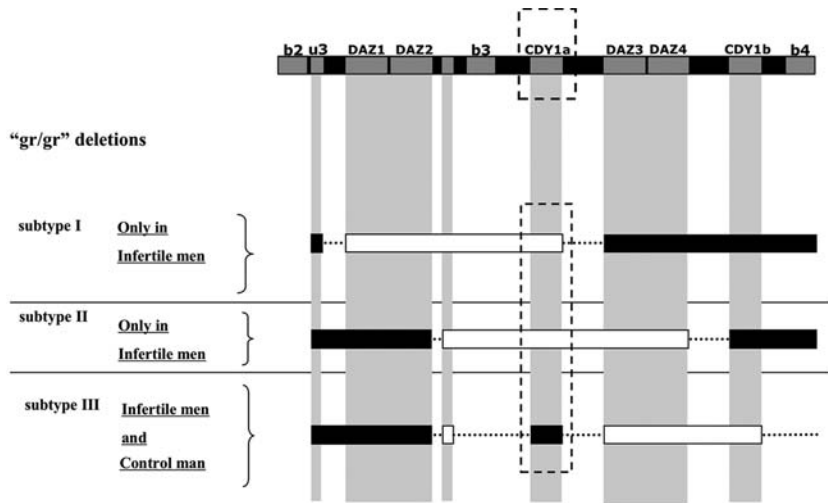 b2 u3 DAZ1 DAZ2 b3 CDY1a DAZ3 DAZ4 CDY1b b4
“gr/gr” deletions
subtype I Only in
Infertile men
subtype II Only in
Infertile men
subtype III Infertile men
and
Control man